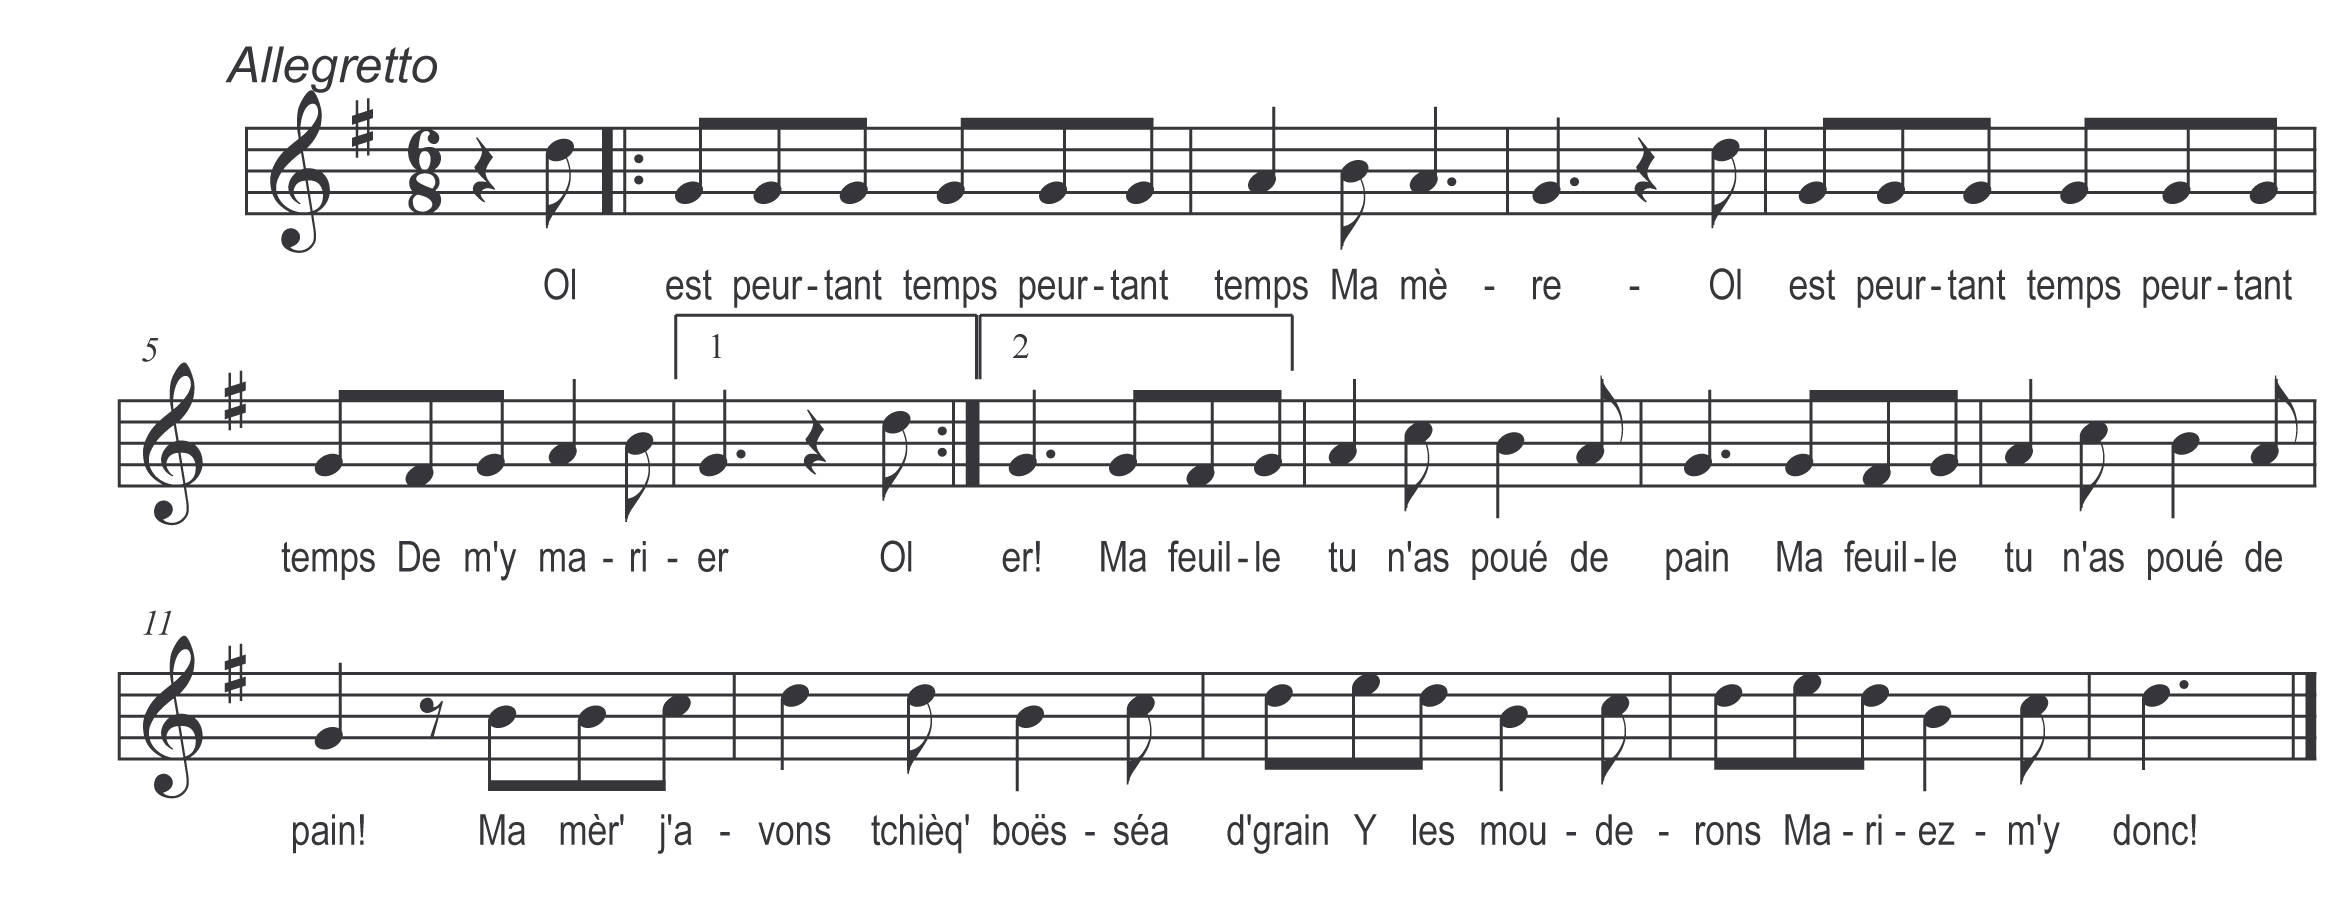 Allegretto
6
8
Ol est peur-tant temps peur-tant temps Ma mè - re - Ol est peur-tant temps peur-tant
5 1 2
temps De m'y ma - ri - er Ol er! Ma feuil-le tu n'as poué de pain Ma feuil-le tu n'as poué de
11
pain! Ma mèr' j'a - vons tchièq' boës - séa d'grain Y les mou - de - rons Ma - ri - ez - m'y donc!